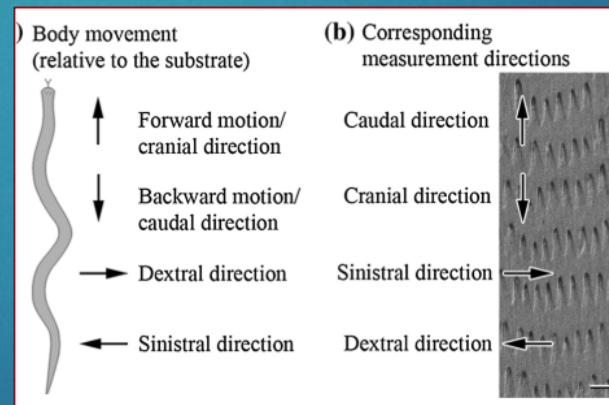 ) Body movement
(relative to the substrate)
Forward motion/
cranial direction
Backward motion/
caudal direction
Dextral direction
Sinistral direction
(b) Corresponding
measurement directions
Caudal direction
Cranial direction
Sinistral direction
Dextral direction